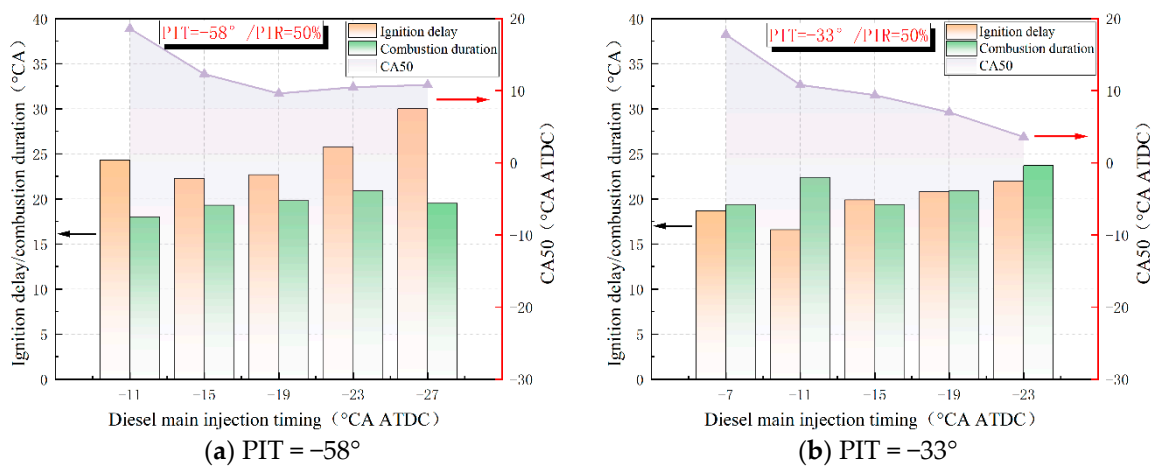 PIT=−58° /PIR=50%
Ignition delay
Combustion duration
CA50
Ignition delay/combustion duration（°CA）
40
35
30
25
20
15
10
5
0
20
10
0
−10
−20
−30
CA50（°CA ATDC）
−11 −15 −19 −23 −27
Diesel main injection timing (°CA ATDC)
(a) PIT = −58°
PIT=−33° /PIR=50%
Ignition delay
Combustion duration
CA50
Ignition delay/combustion duration（°CA）
40
35
30
25
20
15
10
5
0
20
10
0
−10
−20
−30
CA50（°CA ATDC）
−7 −11 −15 −19 −23
Diesel main injection timing (°CA ATDC)
(b) PIT = −33°